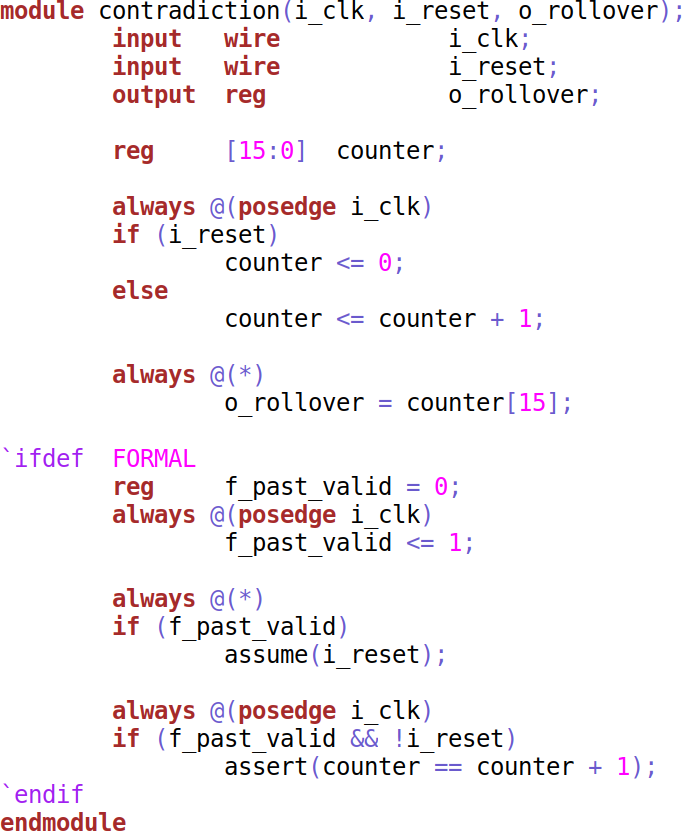 module contradiction(i_clk, i_reset, o_rollover);
        input   wire            i_clk;
        input   wire            i_reset;
        output  reg             o_rollover;

        reg     [15:0]  counter;

        always @(posedge i_clk)
        if (i_reset)
                counter <= 0;
        else
                counter <= counter + 1;

        always @(*)
                o_rollover = counter[15];

`ifdef  FORMAL
        reg     f_past_valid = 0;
        always @(posedge i_clk)
                f_past_valid <= 1;

        always @(*)
        if (f_past_valid)
                assume(i_reset);

        always @(posedge i_clk)
        if (f_past_valid && !i_reset)
                assert(counter == counter + 1);
`endif
endmodule